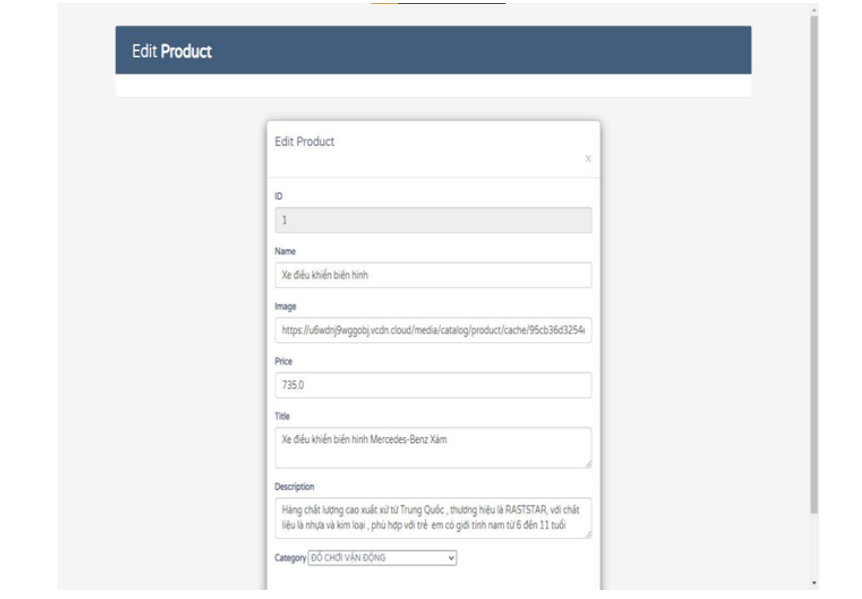 Edit Product
Edit Product
x
ID
1
Name
Xe điều khiển biến hình
Image
https://u6wdnj9wggobj.vcdn.cloud/media/catalog/product/cache/95cb36d3254e
Price
735.0
Title
Xe điều khiển biến hình Mercedes-Benz Xám
Description
Hàng chất lượng cao xuất xứ từ Trung Quốc , thương hiệu là RASTSTAR, với chất
liệu là nhựa và kim loại , phù hợp với trẻ em có giới tính nam từ 6 đến 11 tuổi
Category ĐỒ CHƠI VẬN ĐỘNG